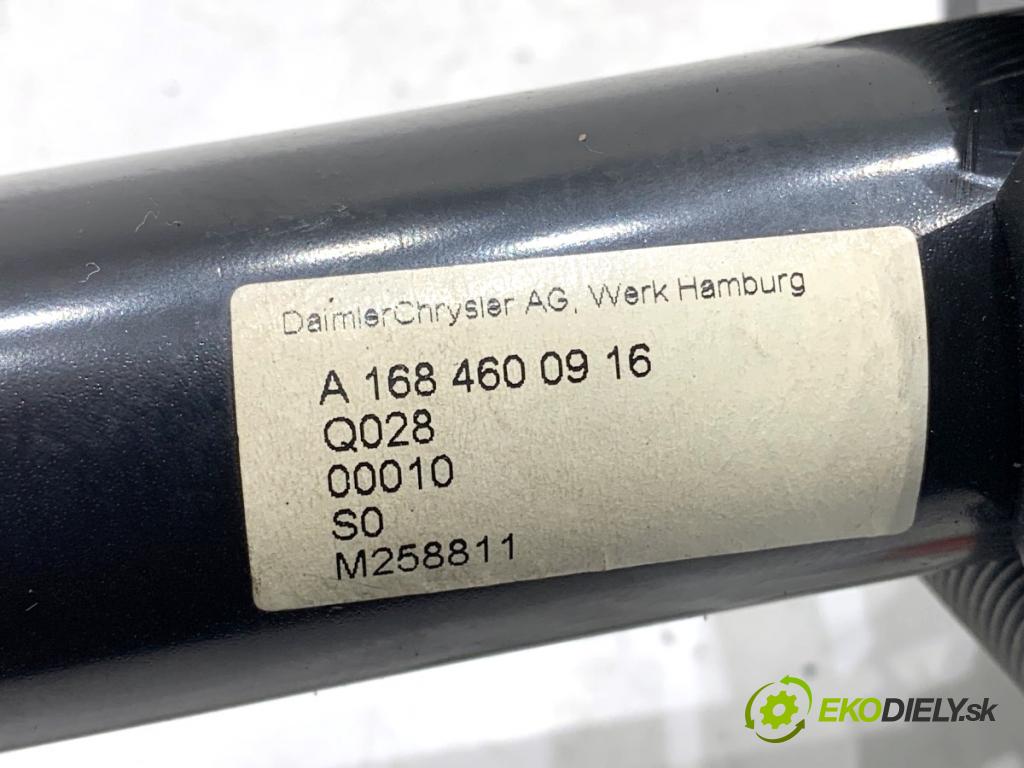 DaimlerChrysler AG, Werk Hamburg
A 168 460 09 16
Q028
00010
S0
M258811
EKODIELY.sk